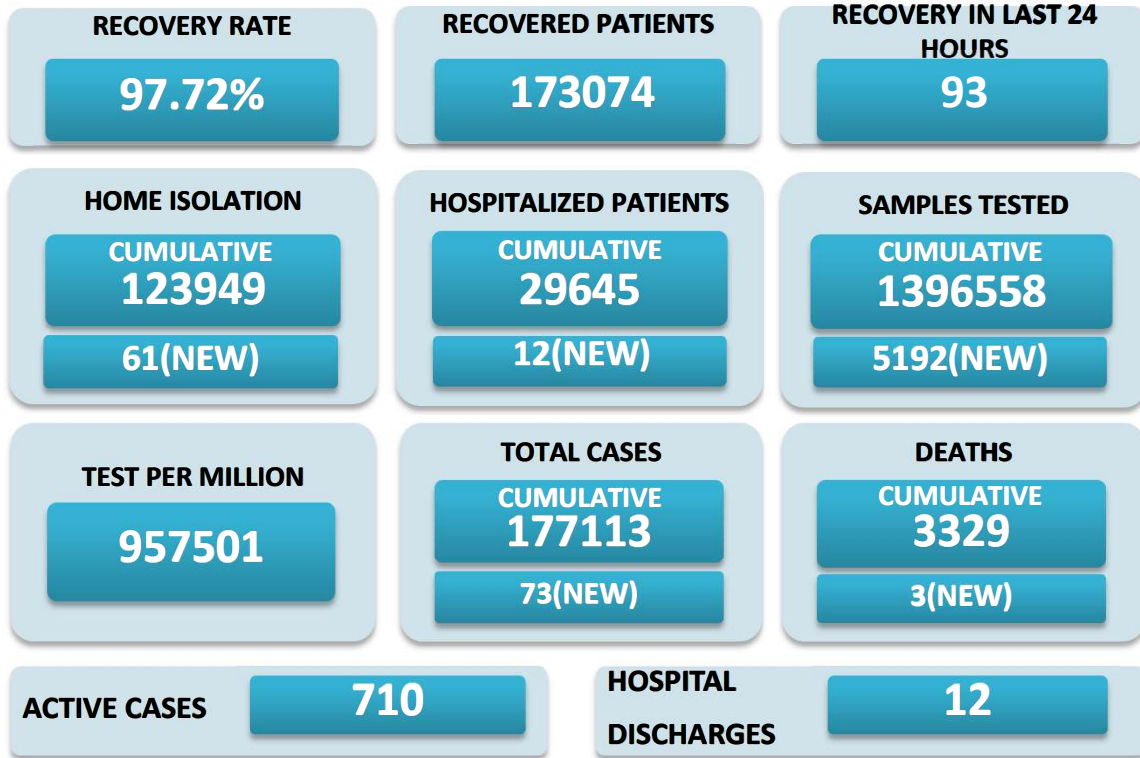 RECOVERY RATE
97.72%
RECOVERED PATIENTS
173074
RECOVERY IN LAST 24
HOURS
93
HOME ISOLATION
CUMULATIVE
123949
61(NEW)
HOSPITALIZED PATIENTS
CUMULATIVE
29645
12(NEW)
SAMPLES TESTED
CUMULATIVE
1396558
5192(NEW)
TEST PER MILLION
957501
TOTAL CASES
CUMULATIVE
177113
73(NEW)
DEATHS
CUMULATIVE
3329
3(NEW)
ACTIVE CASES
710
HOSPITAL
DISCHARGES
12